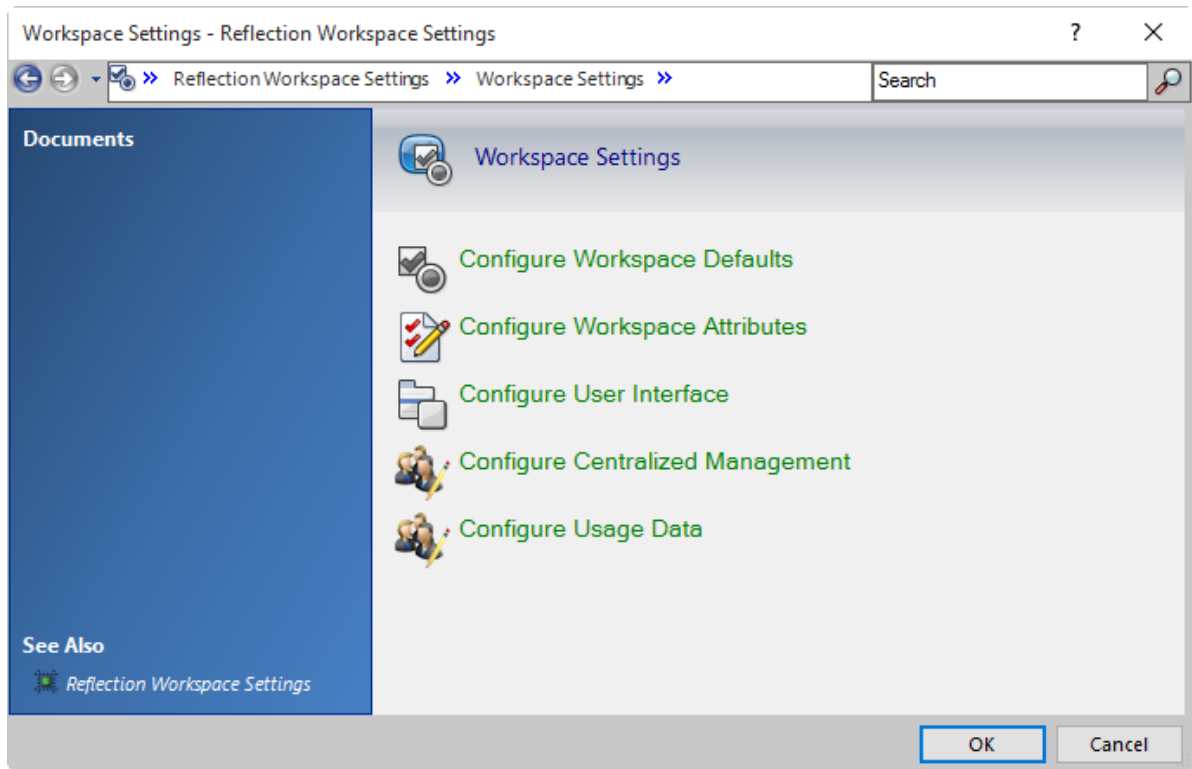 Workspace Settings - Reflection Workspace Settings
? ×
» Reflection Workspace Settings » Workspace Settings » Search
Documents
Workspace Settings
Configure Workspace Defaults
Configure Workspace Attributes
Configure User Interface
Configure Centralized Management
Configure Usage Data
See Also
Reflection Workspace Settings
OK Cancel